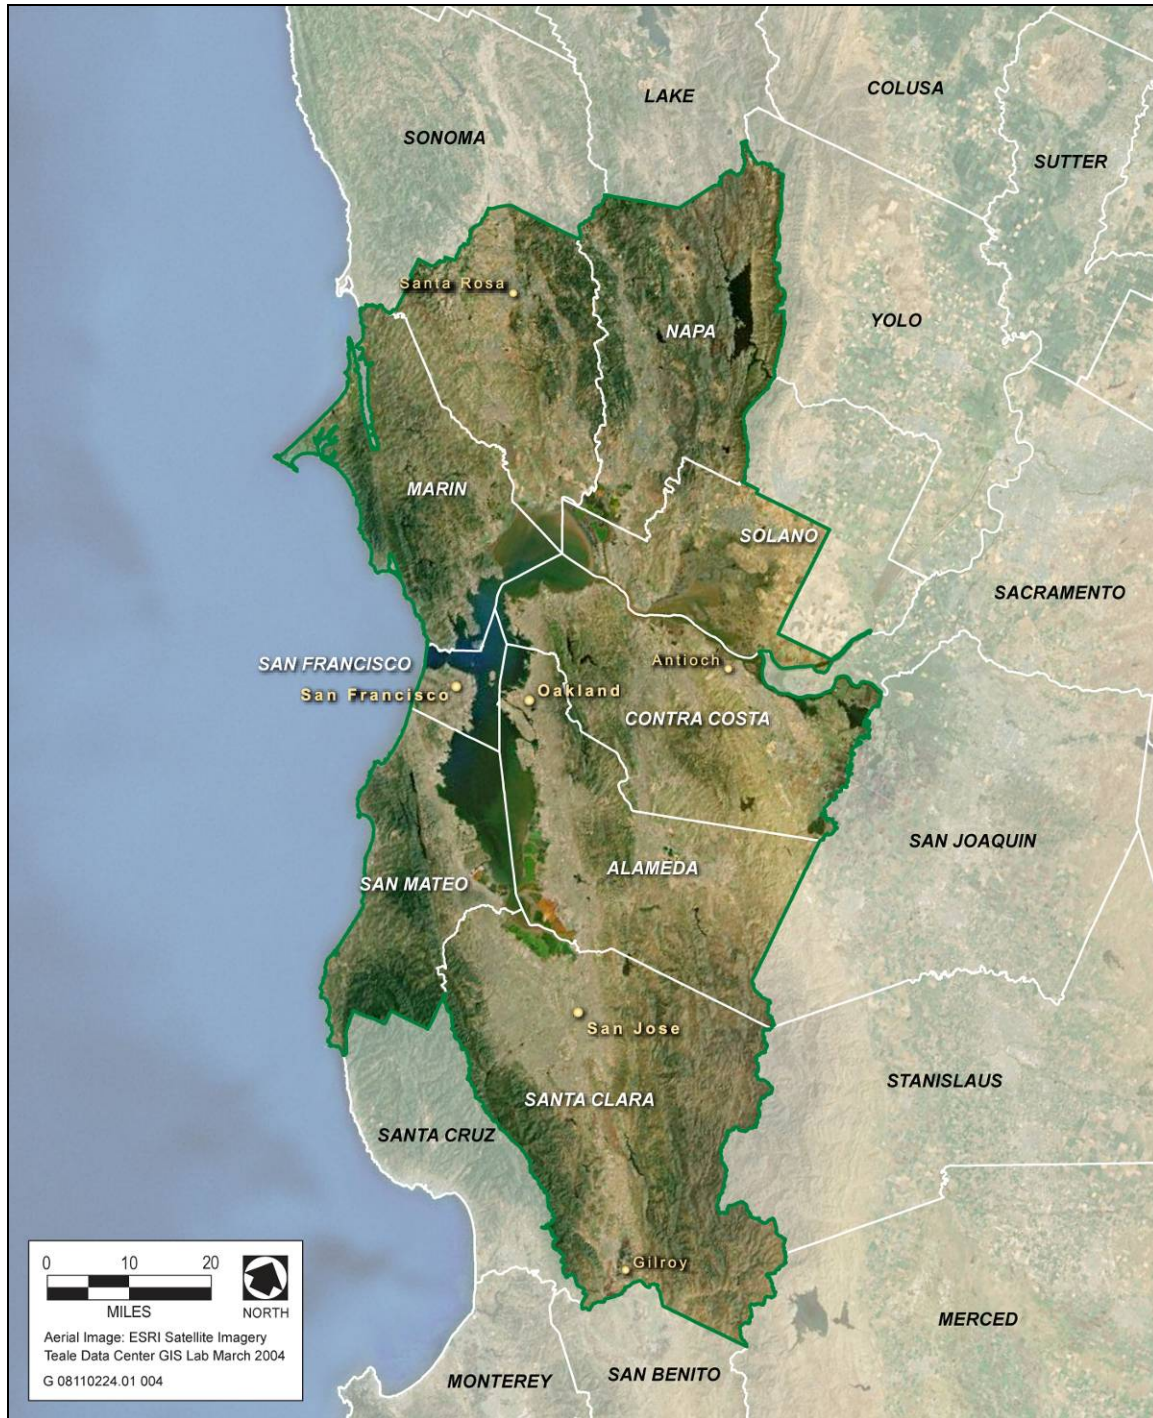 COLUSA
LAKE
SONOMA
SUTTER
Santa Rosa
NAPA
YOLO
MARIN
SOLANO
SACRAMENTO
SAN FRANCISCO
Antioch
San Francisco
Oakland
CONTRA COSTA
SAN JOAQUIN
ALAMEDA
SAN MATEO
San Jose
STANISLAUS
SANTA CLARA
SANTA CRUZ
Gilroy
0 10 20
MILES
NORTH
Aerial Image: ESRI Satellite Imagery
Teale Data Center GIS Lab March 2004
G 08110224.01 004
MERCED
SAN BENITO
MONTEREY